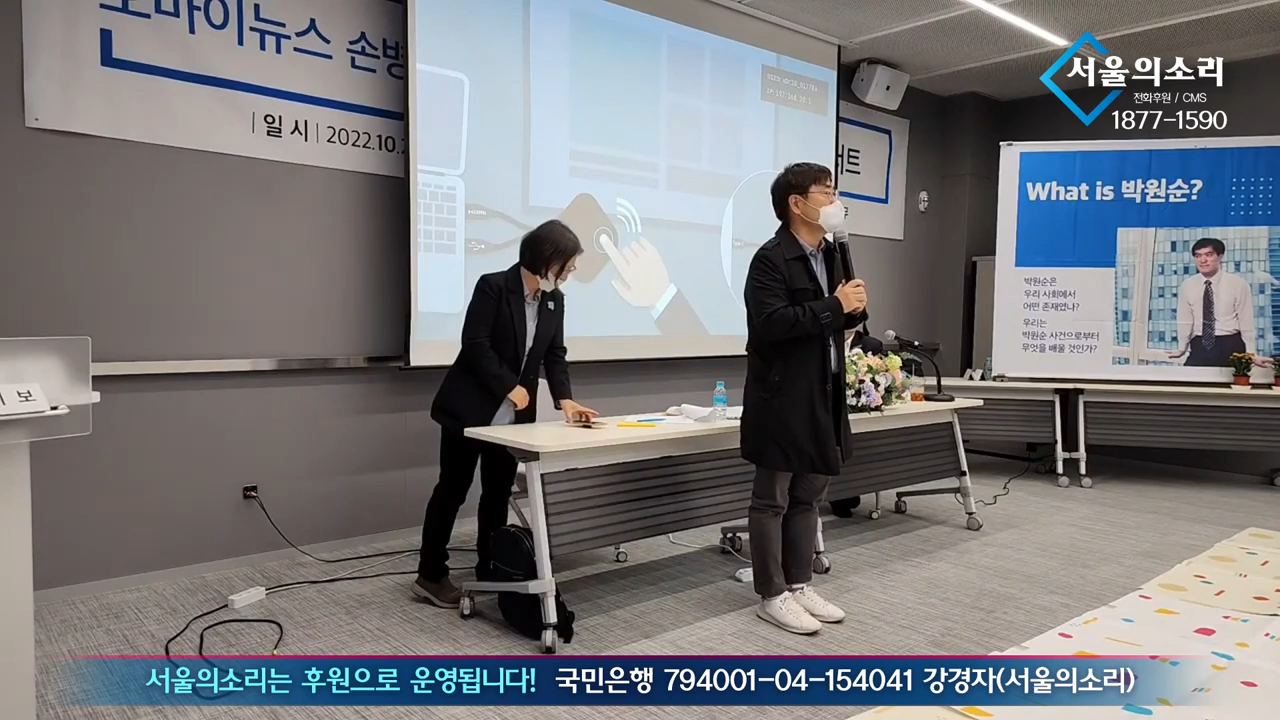 오마이뉴스 손병
| 일 시 | 2022.10.2
서울의소리
전화후원 / CMS
1877-1590
HDMI
What is 박원순?
박원순은
우리 사회에서
어떤 존재였나?
우리는
박원순 사건으로부터
무엇을 배울 것인가?
서울의소리는 후원으로 운영됩니다! 국민은행 794001-04-154041 강경자(서울의소리)